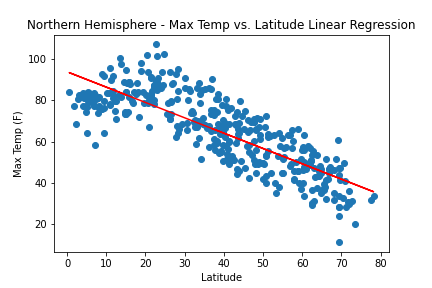 Northern Hemisphere - Max Temp vs. Latitude Linear Regression
100
80
60
40
20
Max Temp (F)
0 10 20 30 40 50 60 70 80
Latitude